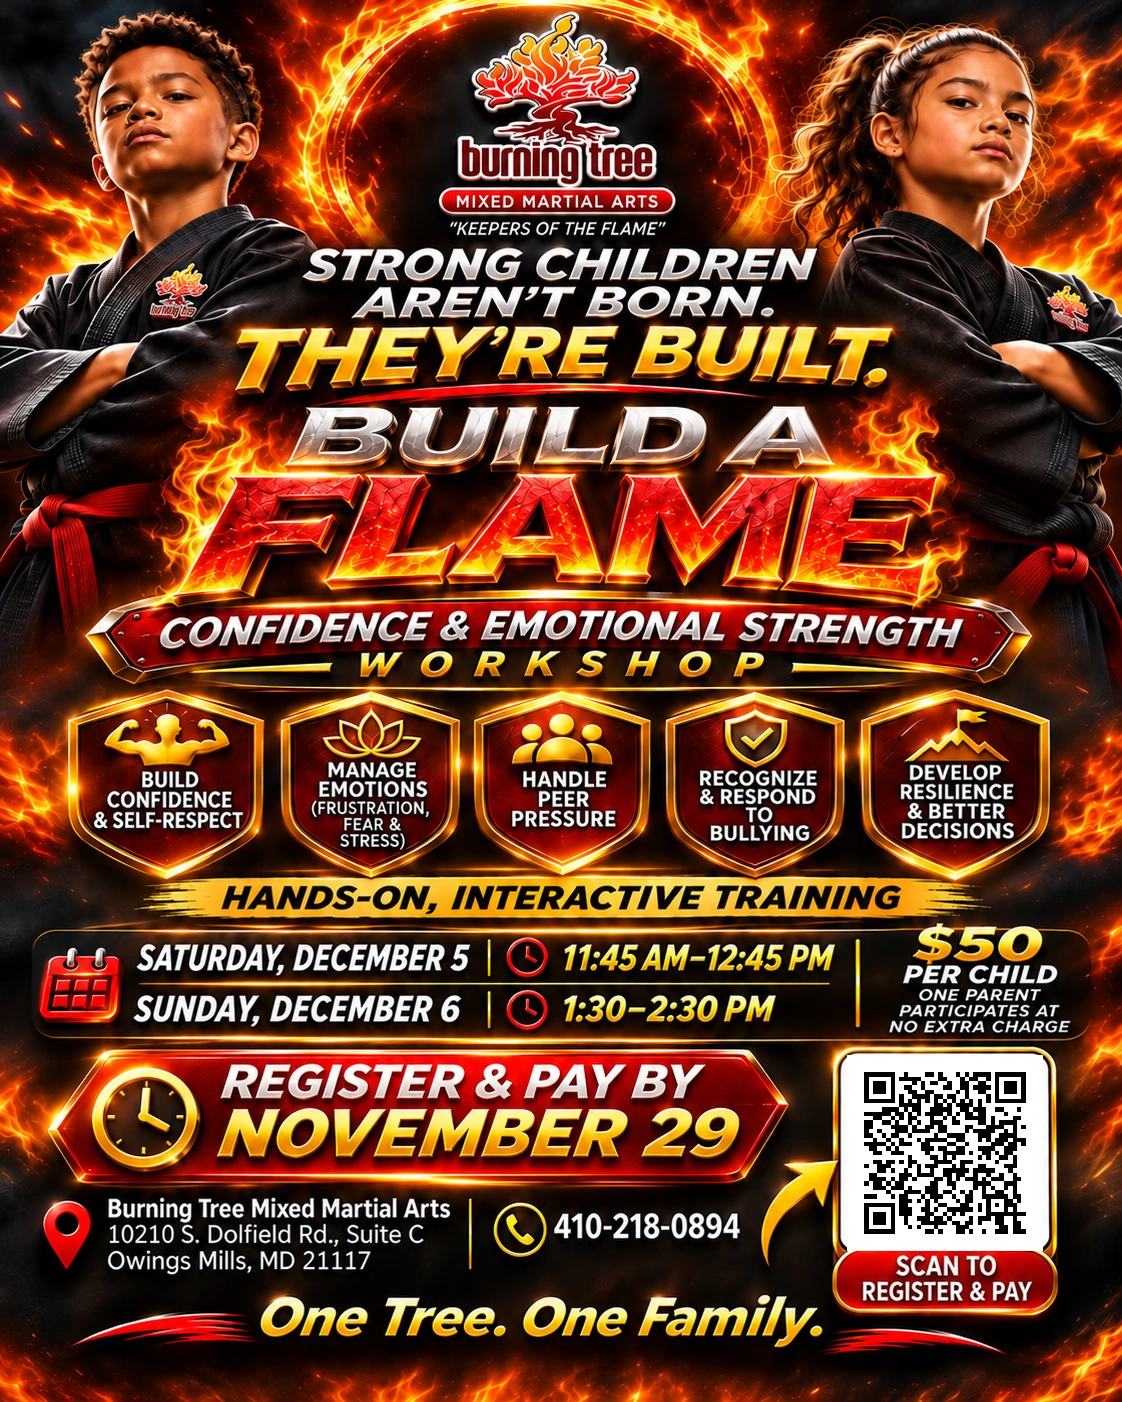 burning tree
MIXED MARTIAL ARTS
"KEEPERS OF THE FLAME"
STRONG CHILDREN
AREN'T BORN.
THEY'RE BUILT.
burning tree
burning tree
BUILD A
FLAME
CONFIDENCE & EMOTIONAL STRENGTH
WORKSHOP
BUILD
CONFIDENCE
& SELF-RESPECT
MANAGE
EMOTIONS
(FRUSTRATION,
FEAR &
STRESS)
HANDLE
PEER
PRESSURE
RECOGNIZE
& RESPOND
TO
BULLYING
DEVELOP
RESILIENCE
& BETTER
DECISIONS
HANDS-ON, INTERACTIVE TRAINING
SATURDAY, DECEMBER 5
11:45 AM–12:45 PM
SUNDAY, DECEMBER 6
1:30–2:30 PM
$50
PER CHILD
ONE PARENT
PARTICIPATES AT
NO EXTRA CHARGE
REGISTER & PAY BY
NOVEMBER 29
Burning Tree Mixed Martial Arts
10210 S. Dolfield Rd., Suite C
Owings Mills, MD 21117
410-218-0894
SCAN TO
REGISTER & PAY
One Tree. One Family.